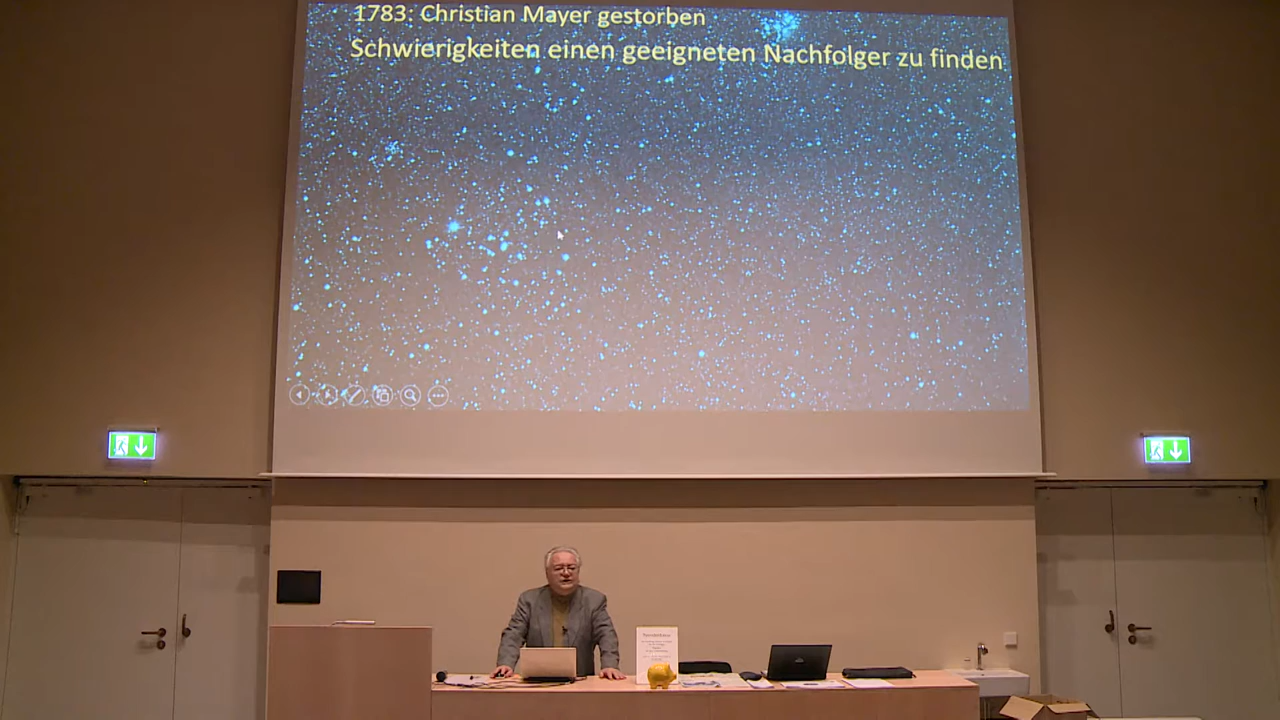 1783: Christian Mayer gestorben
Schwierigkeiten einen geeigneten Nachfolger zu finden